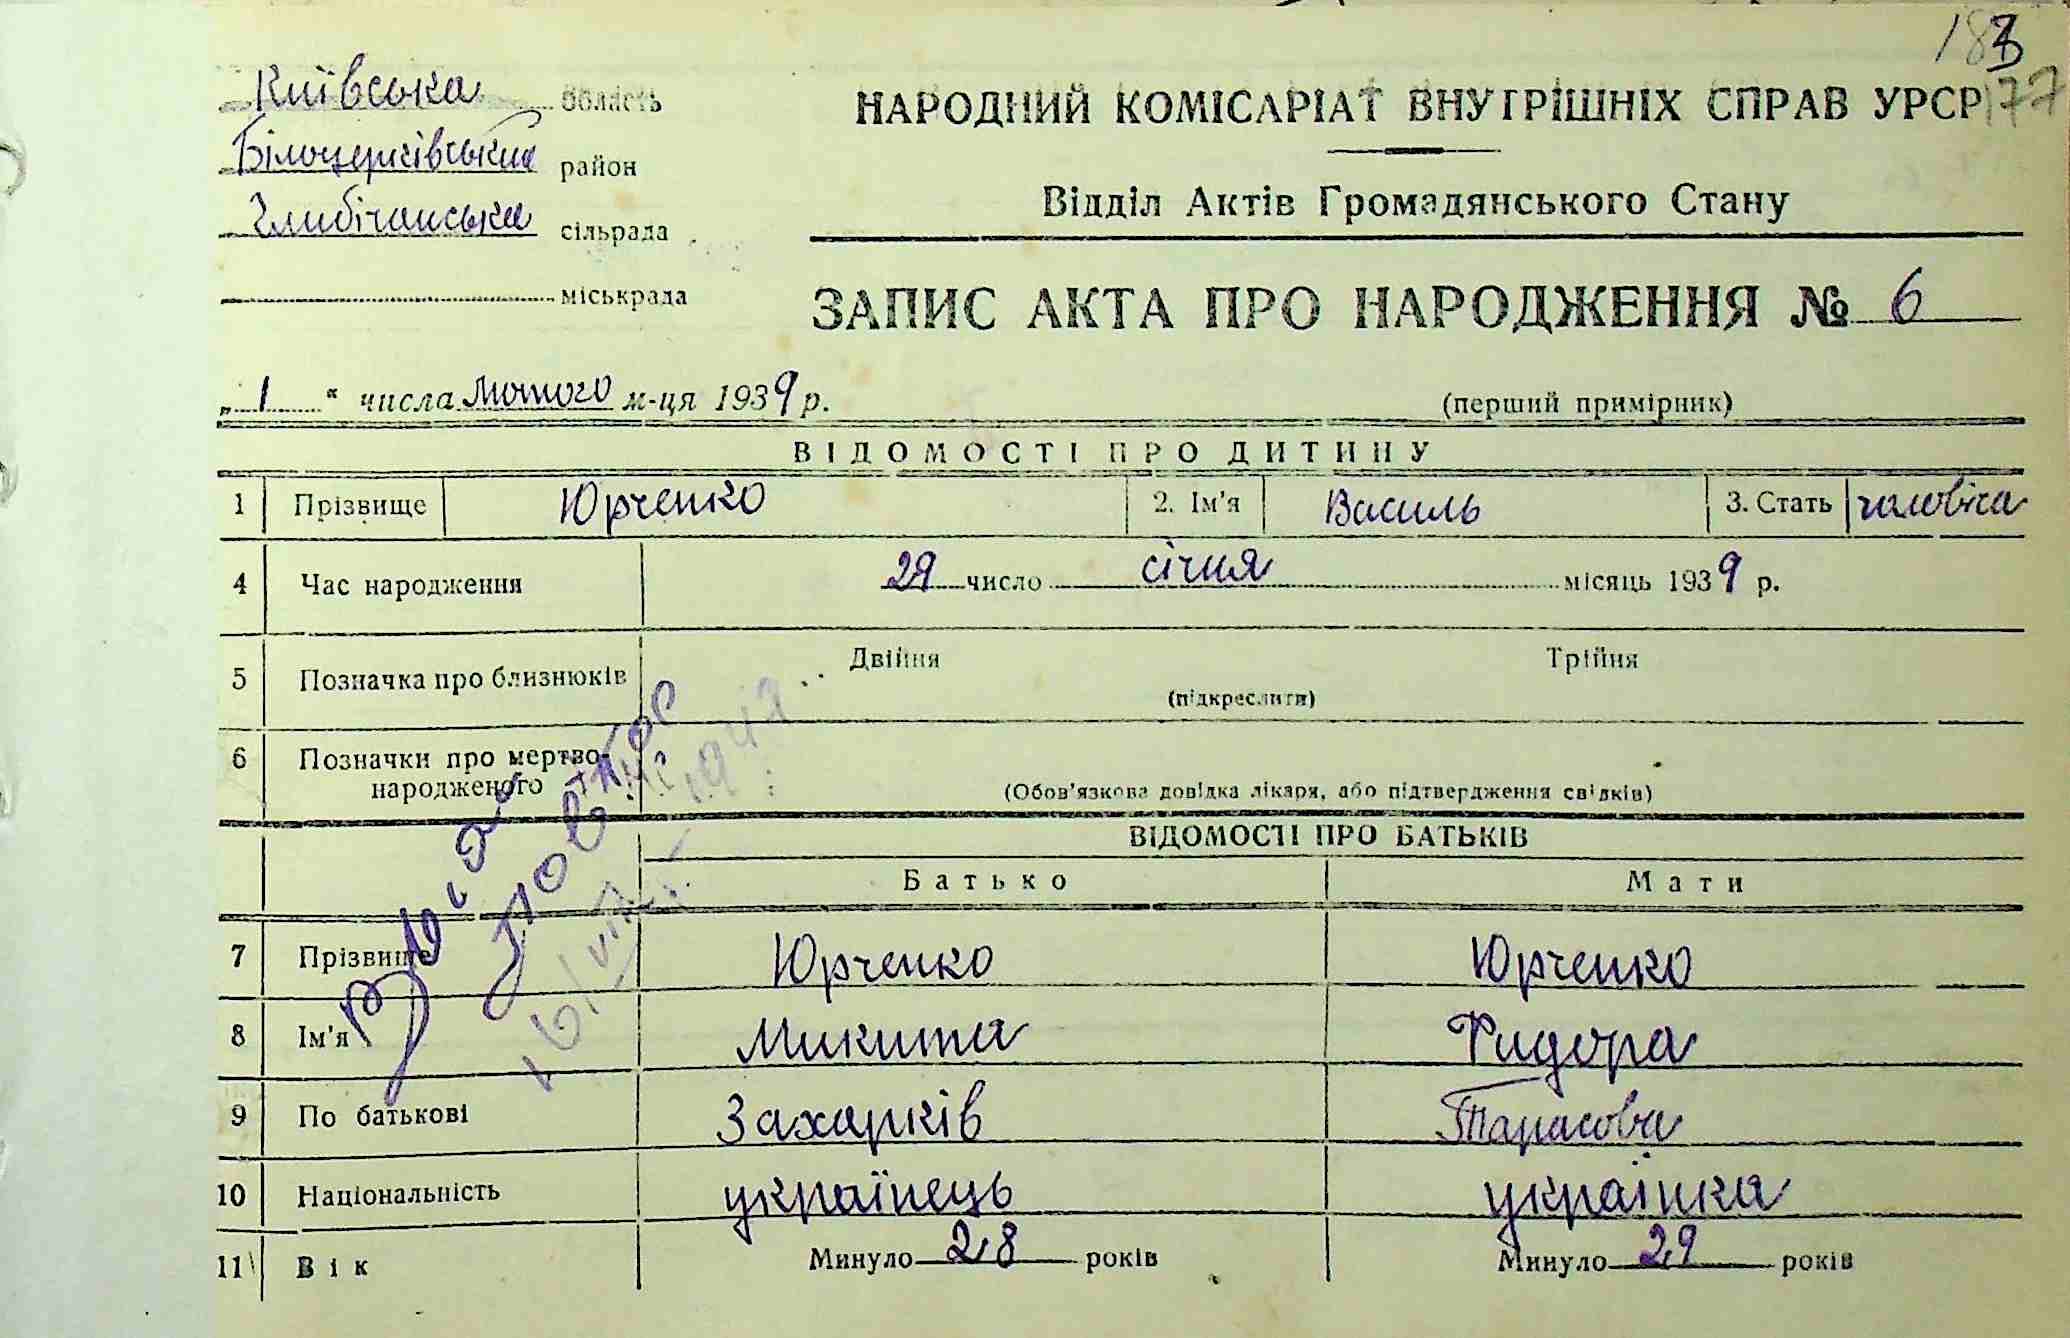 183
177
Київська область
Білоцерківський район
Глибічанська сільрада
міськрада
НАРОДНИЙ КОМІСАРІАТ ВНУТРІШНІХ СПРАВ УРСР
Відділ Актів Громадянського Стану
ЗАПИС АКТА ПРО НАРОДЖЕННЯ № 6
„1“ числа Лютого м-ця 1939 р.
(перший примірник)
ВІДОМОСТІ ПРО ДИТИНУ
1 Прізвище Юрченко 2. Ім'я Василь 3. Стать чоловіча
4 Час народження 29 число січня місяць 1939 р.
5 Позначка про близнюків Двійня Трійня
(підкреслити)
6 Позначки про мертво-
народженого
(Обов'язкова довідка лікаря, або підтвердження свідків)
ВІДОМОСТІ ПРО БАТЬКІВ
Батько Мати
7 Прізвище Юрченко Юрченко
8 Ім'я Микита Фидора
9 По батькові Захарків Тарасовна
10 Національність українець українка
11 Вік Минуло 28 років Минуло 29 років